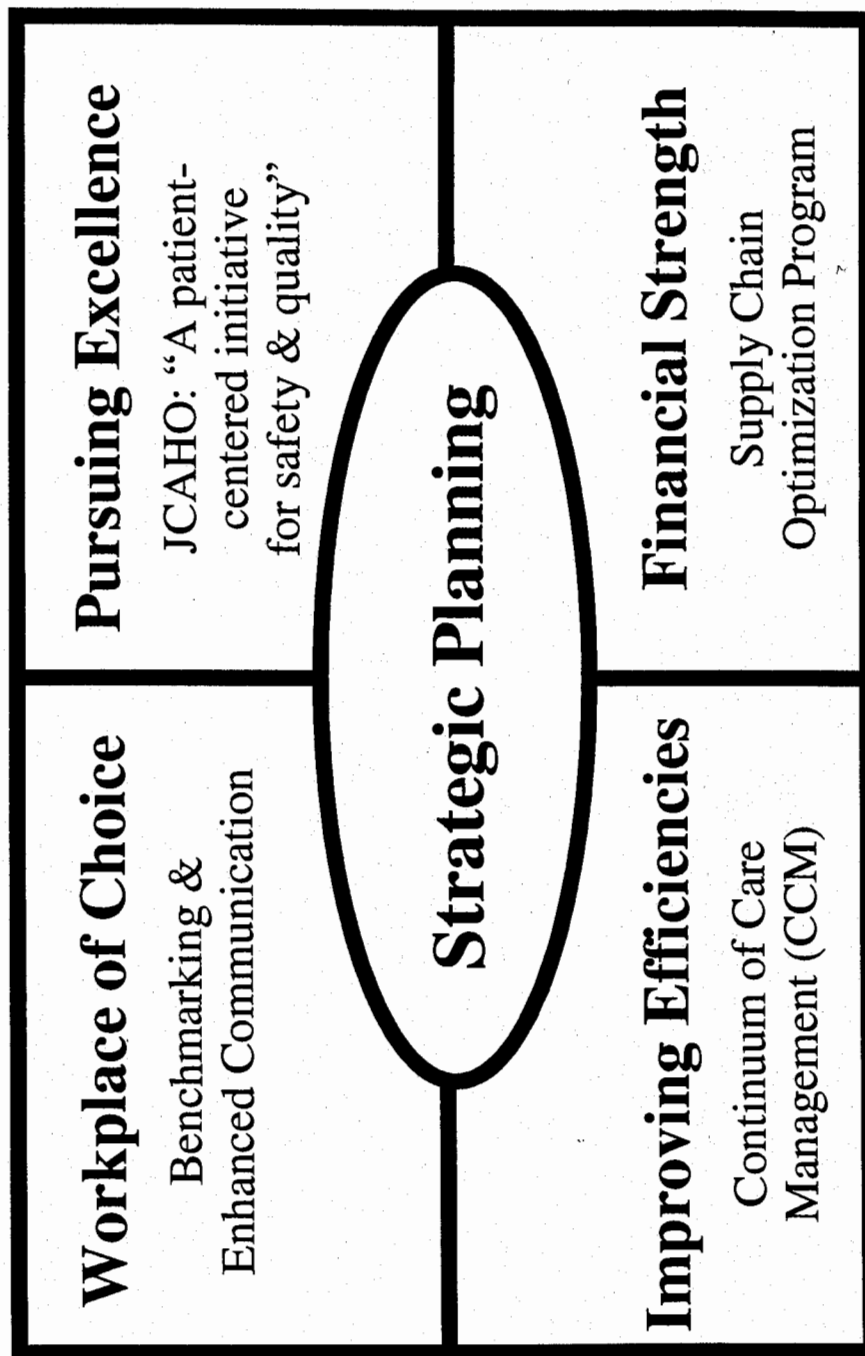 Workplace of Choice
Benchmarking &
Enhanced Communication
Pursuing Excellence
JCAHO: “A patient-
centered initiative
for safety & quality”
Strategic Planning
Improving Efficiencies
Continuum of Care
Management (CCM)
Financial Strength
Supply Chain
Optimization Program